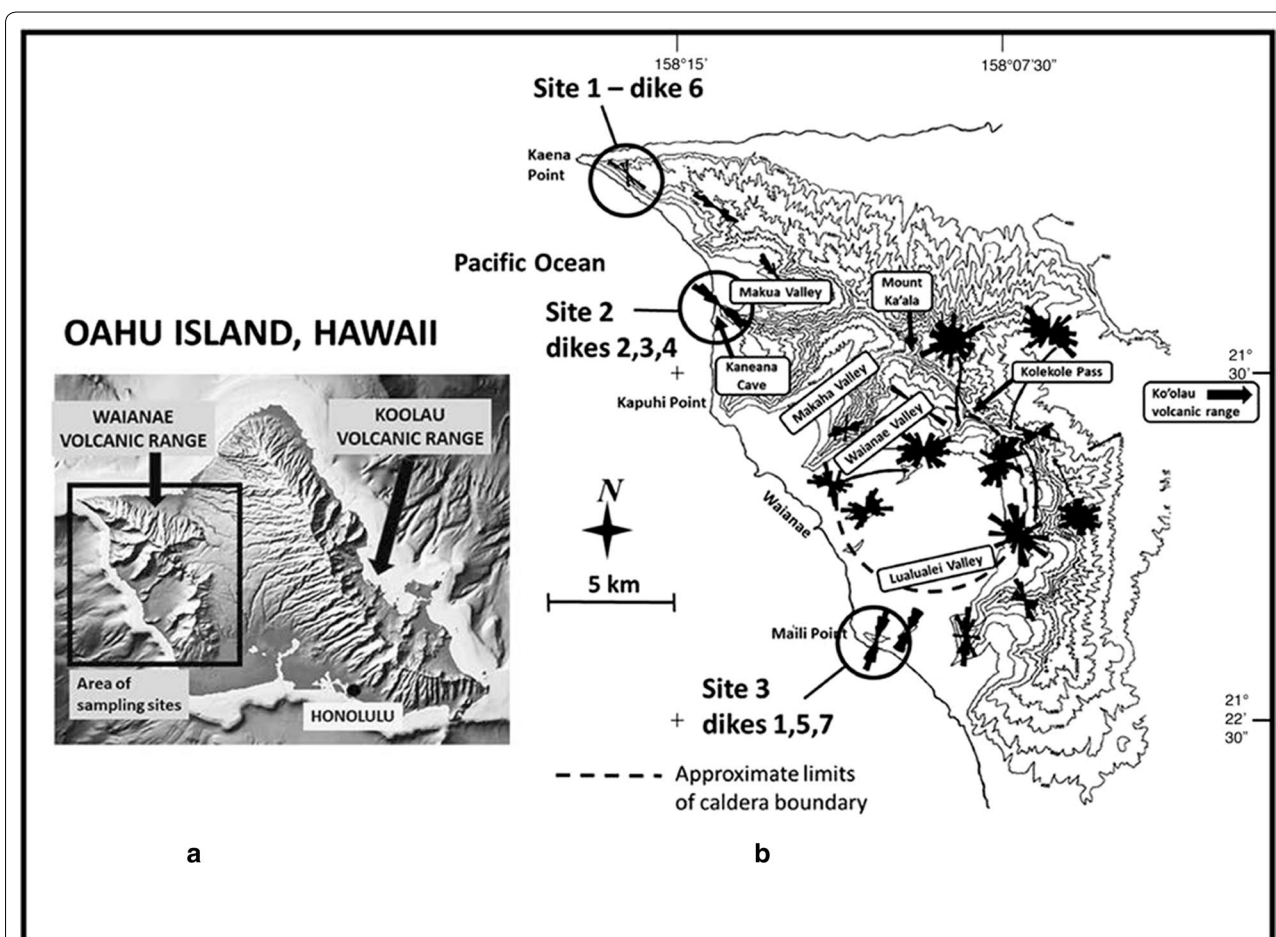 158°15'
158°07'30"
Site 1 – dike 6
Kaena
Point
Pacific Ocean
Makua Valley
Mount
Ka'ala
Site 2
dikes 2,3,4
Kaneana
Cave
Kapuhi Point
Makaha Valley
Waianae Valley
Kolekole Pass
21°
30'
Ko'olau
volcanic range
OAHU ISLAND, HAWAII
WAIANAE
VOLCANIC RANGE
KOOLAU
VOLCANIC RANGE
Area of
sampling sites
HONOLULU
N
5 km
Waianae
Lualualei Valley
Maili Point
Site 3
dikes 1,5,7
21°
22'
30"
Approximate limits
of caldera boundary
a
b